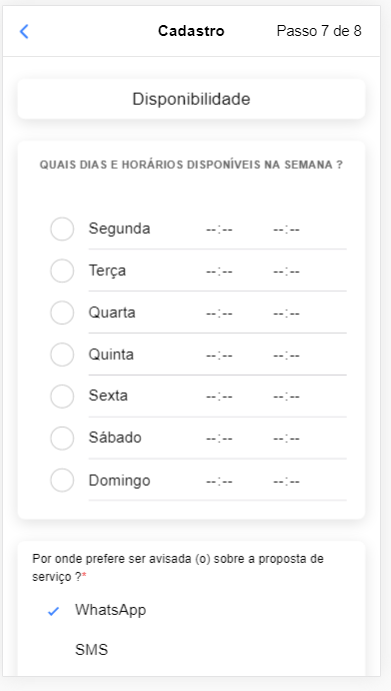 Cadastro Passo 7 de 8
Disponibilidade
QUAIS DIAS E HORÁRIOS DISPONÍVEIS NA SEMANA ?
Segunda --:-- --:--
Terça --:-- --:--
Quarta --:-- --:--
Quinta --:-- --:--
Sexta --:-- --:--
Sábado --:-- --:--
Domingo --:-- --:--
Por onde prefere ser avisada (o) sobre a proposta de
serviço ?*
WhatsApp
SMS